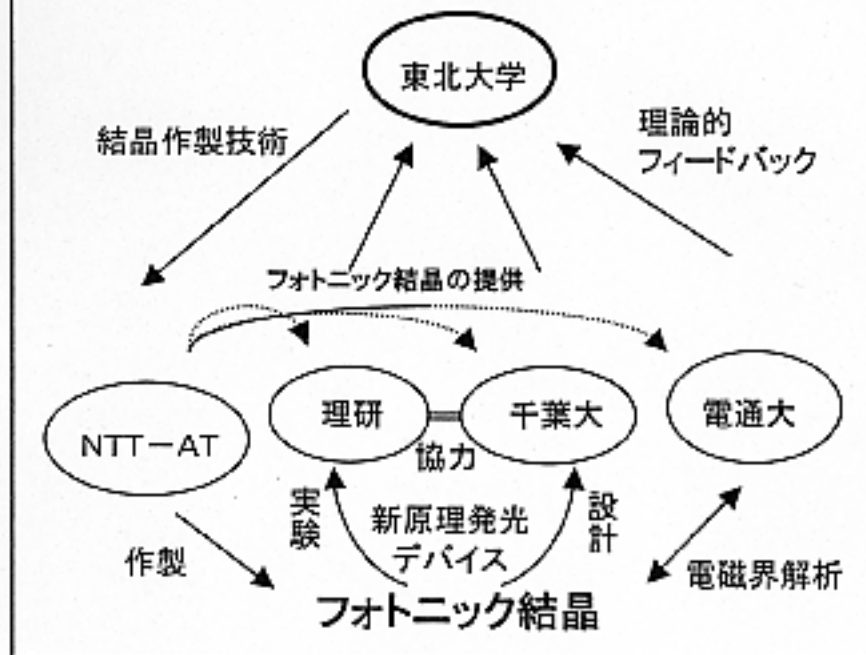 東北大学
結晶作製技術
理論的
フィードバック
フォトニック結晶の提供
NTT－AT
理研
千葉大
電通大
協力
実験
新原理発光
デバイス
設計
作製
電磁界解析
フォトニック結晶